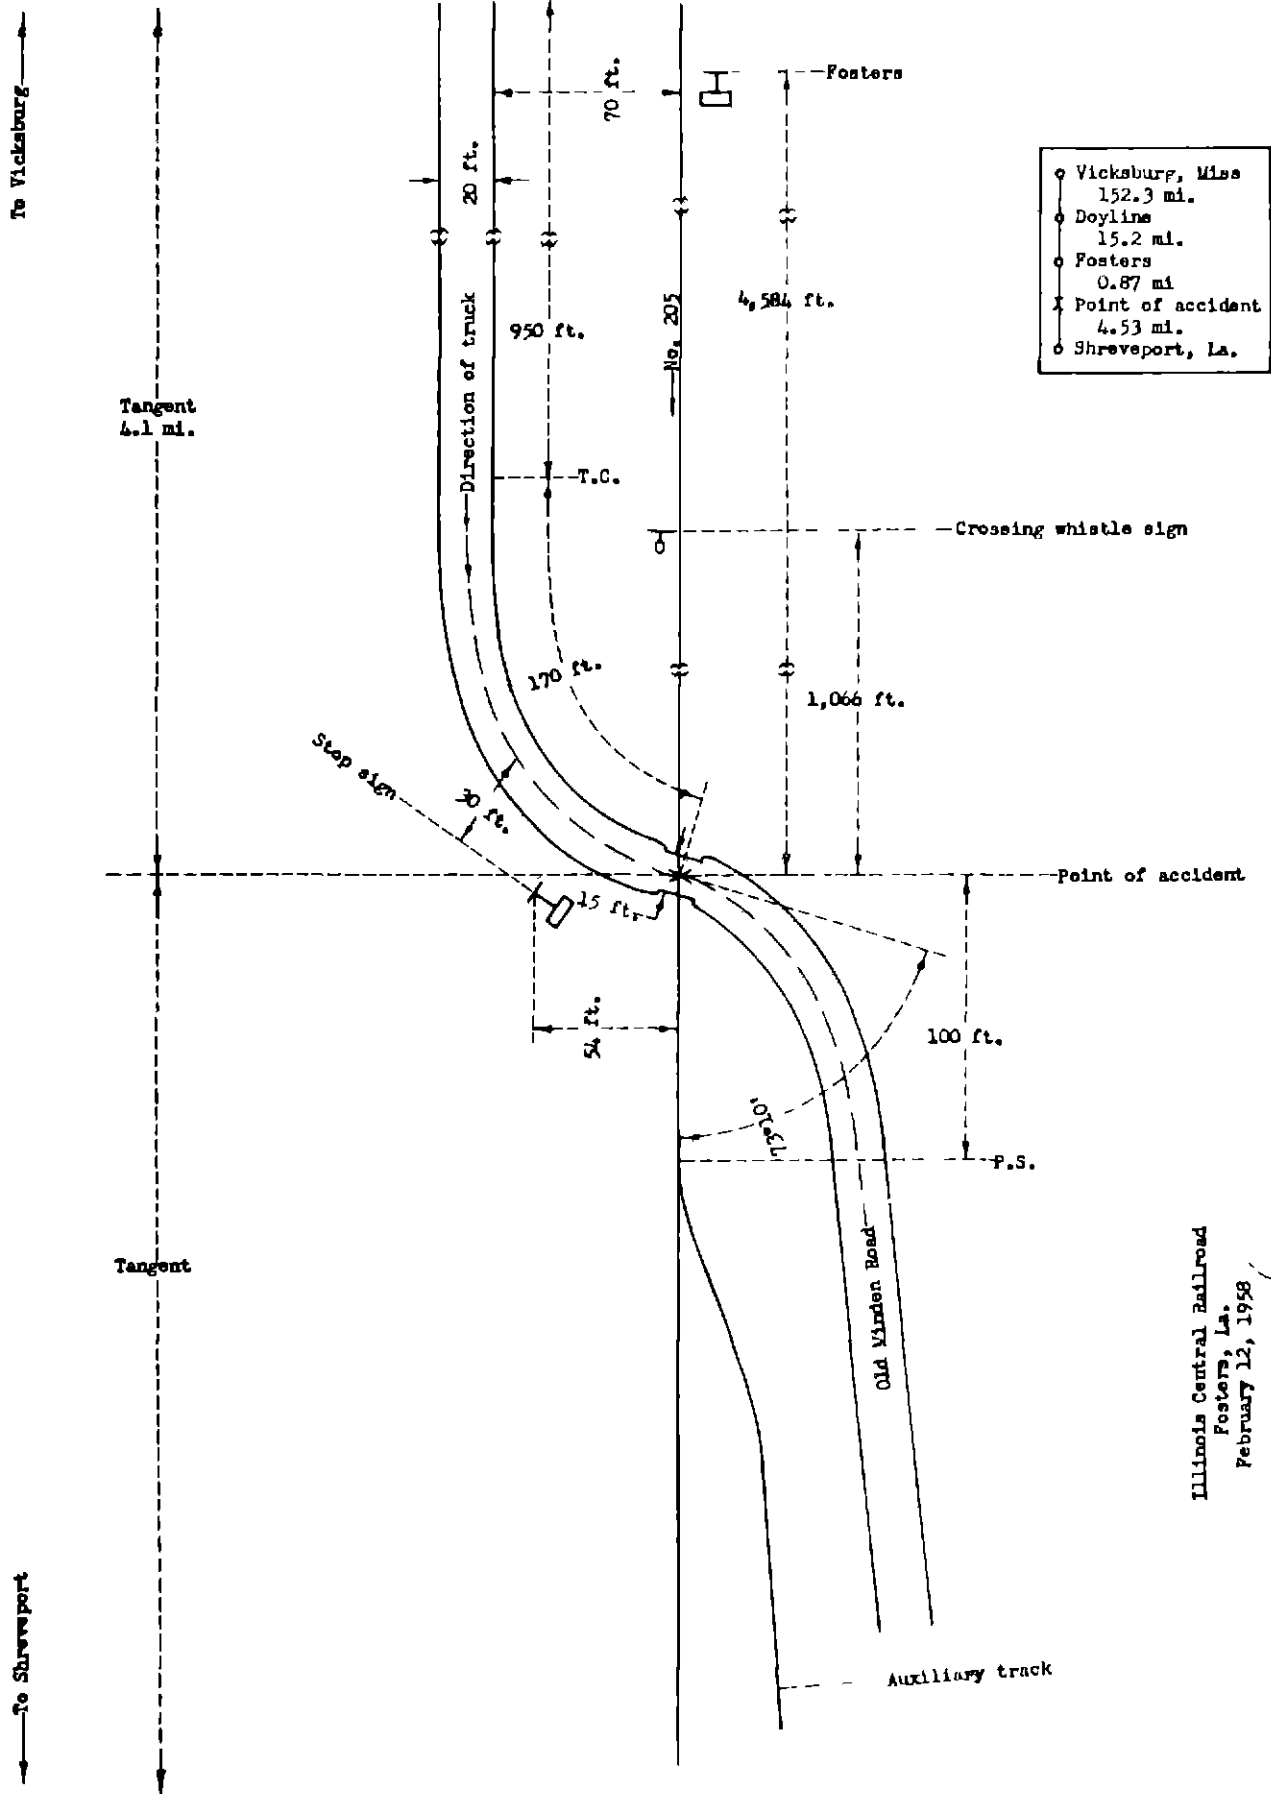 To Vicksburg
Fosters
70 ft.
20 ft.
Vicksburg, Miss
152.3 mi.
Doyline
15.2 mi.
Fosters
0.87 mi
Point of accident
4.53 mi.
Shreveport, La.
4,584 ft.
No. 205
950 ft.
Direction of truck
Tangent
4.1 mi.
T.C.
Crossing whistle sign
170 ft.
1,066 ft.
Stop sign
30 ft.
Point of accident
15 ft.
54 ft.
100 ft.
73°20'
P.S.
Old Minden Road
Tangent
Illinois Central Railroad
Fosters, La.
February 12, 1958
To Shreveport
Auxiliary track